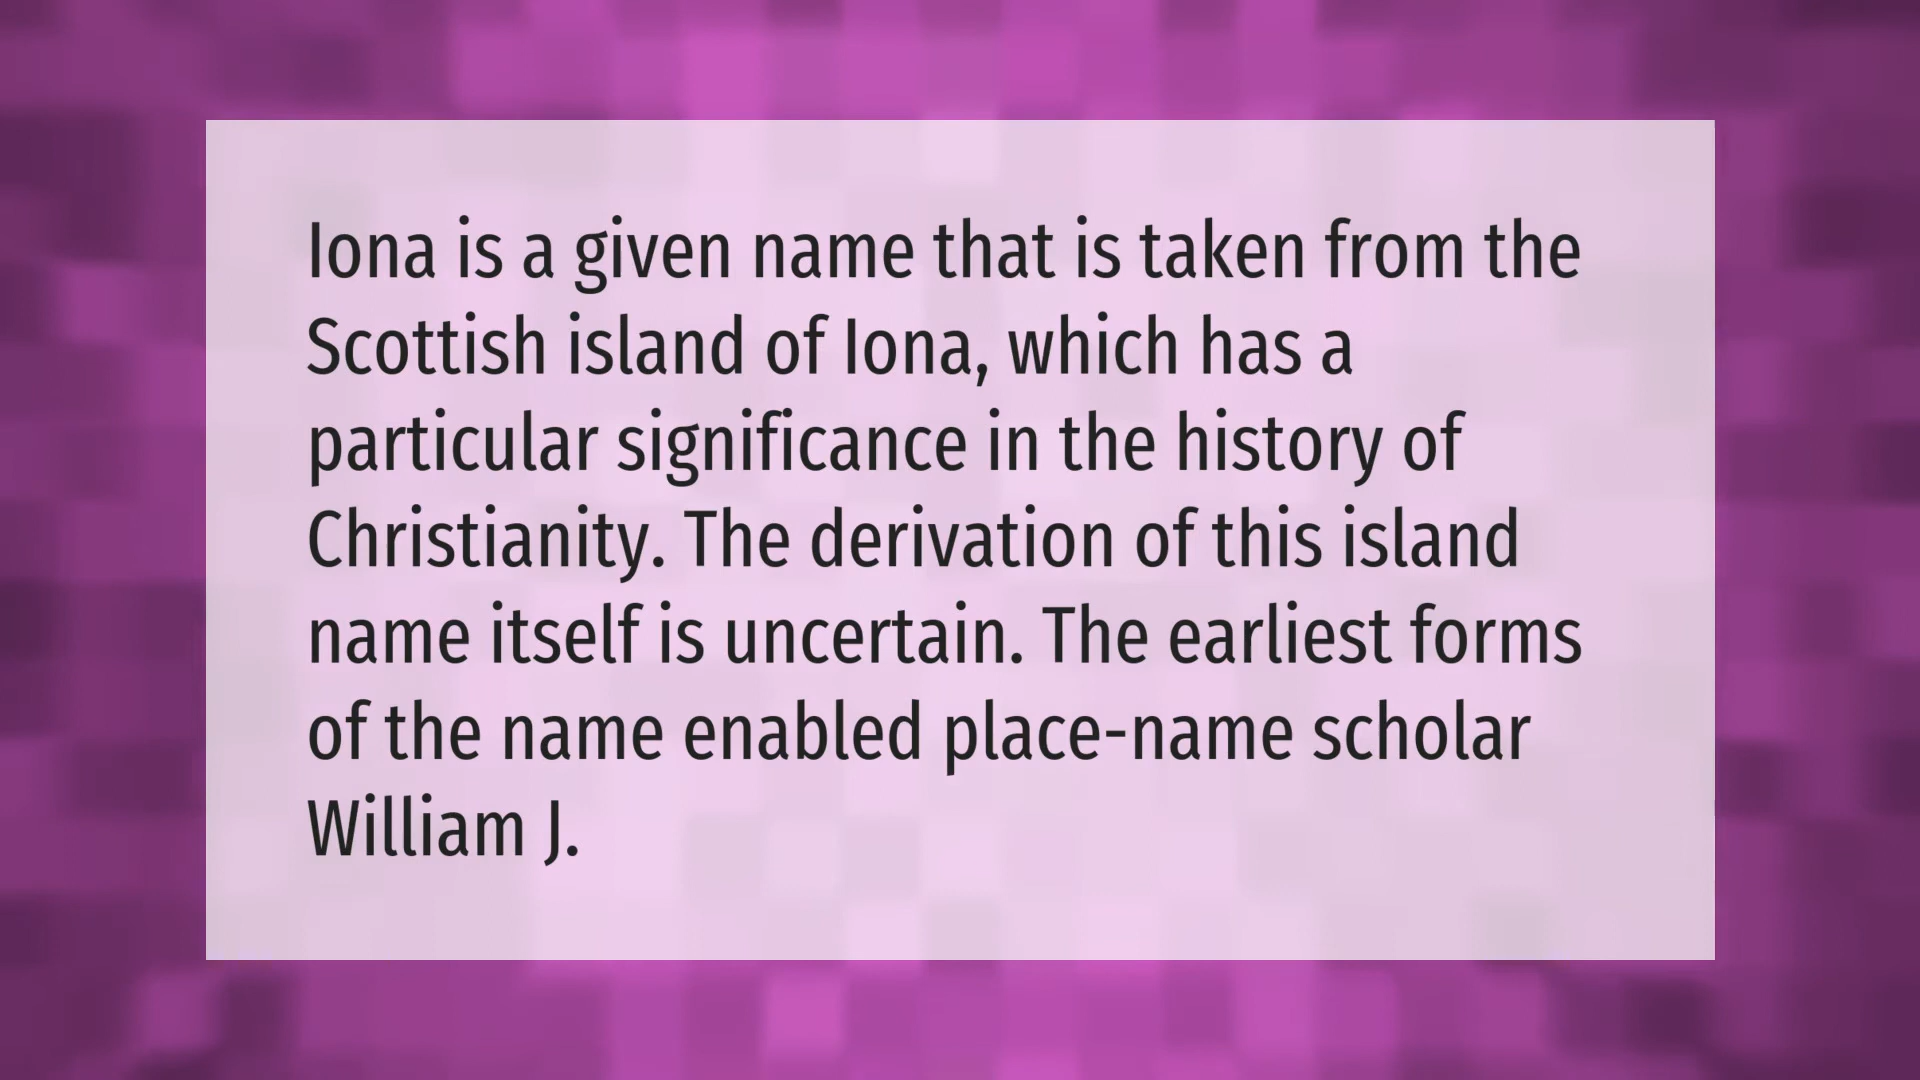 Iona is a given name that is taken from the
Scottish island of Iona, which has a
particular significance in the history of
Christianity. The derivation of this island
name itself is uncertain. The earliest forms
of the name enabled place-name scholar
William J.